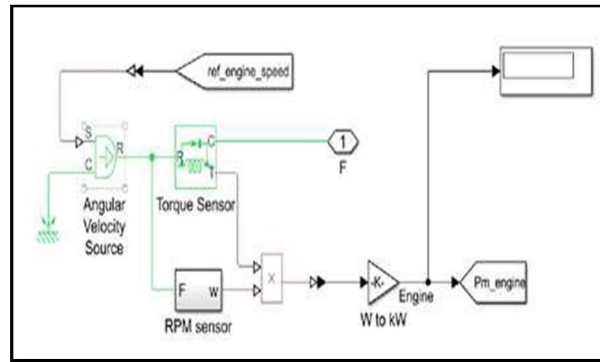 ref_engine_speed
S
C
R
R
C
T
1
F
Angular
Velocity
Source
Torque Sensor
F
w
RPM sensor
×
-K-
W to kW
Engine
Pm_engine